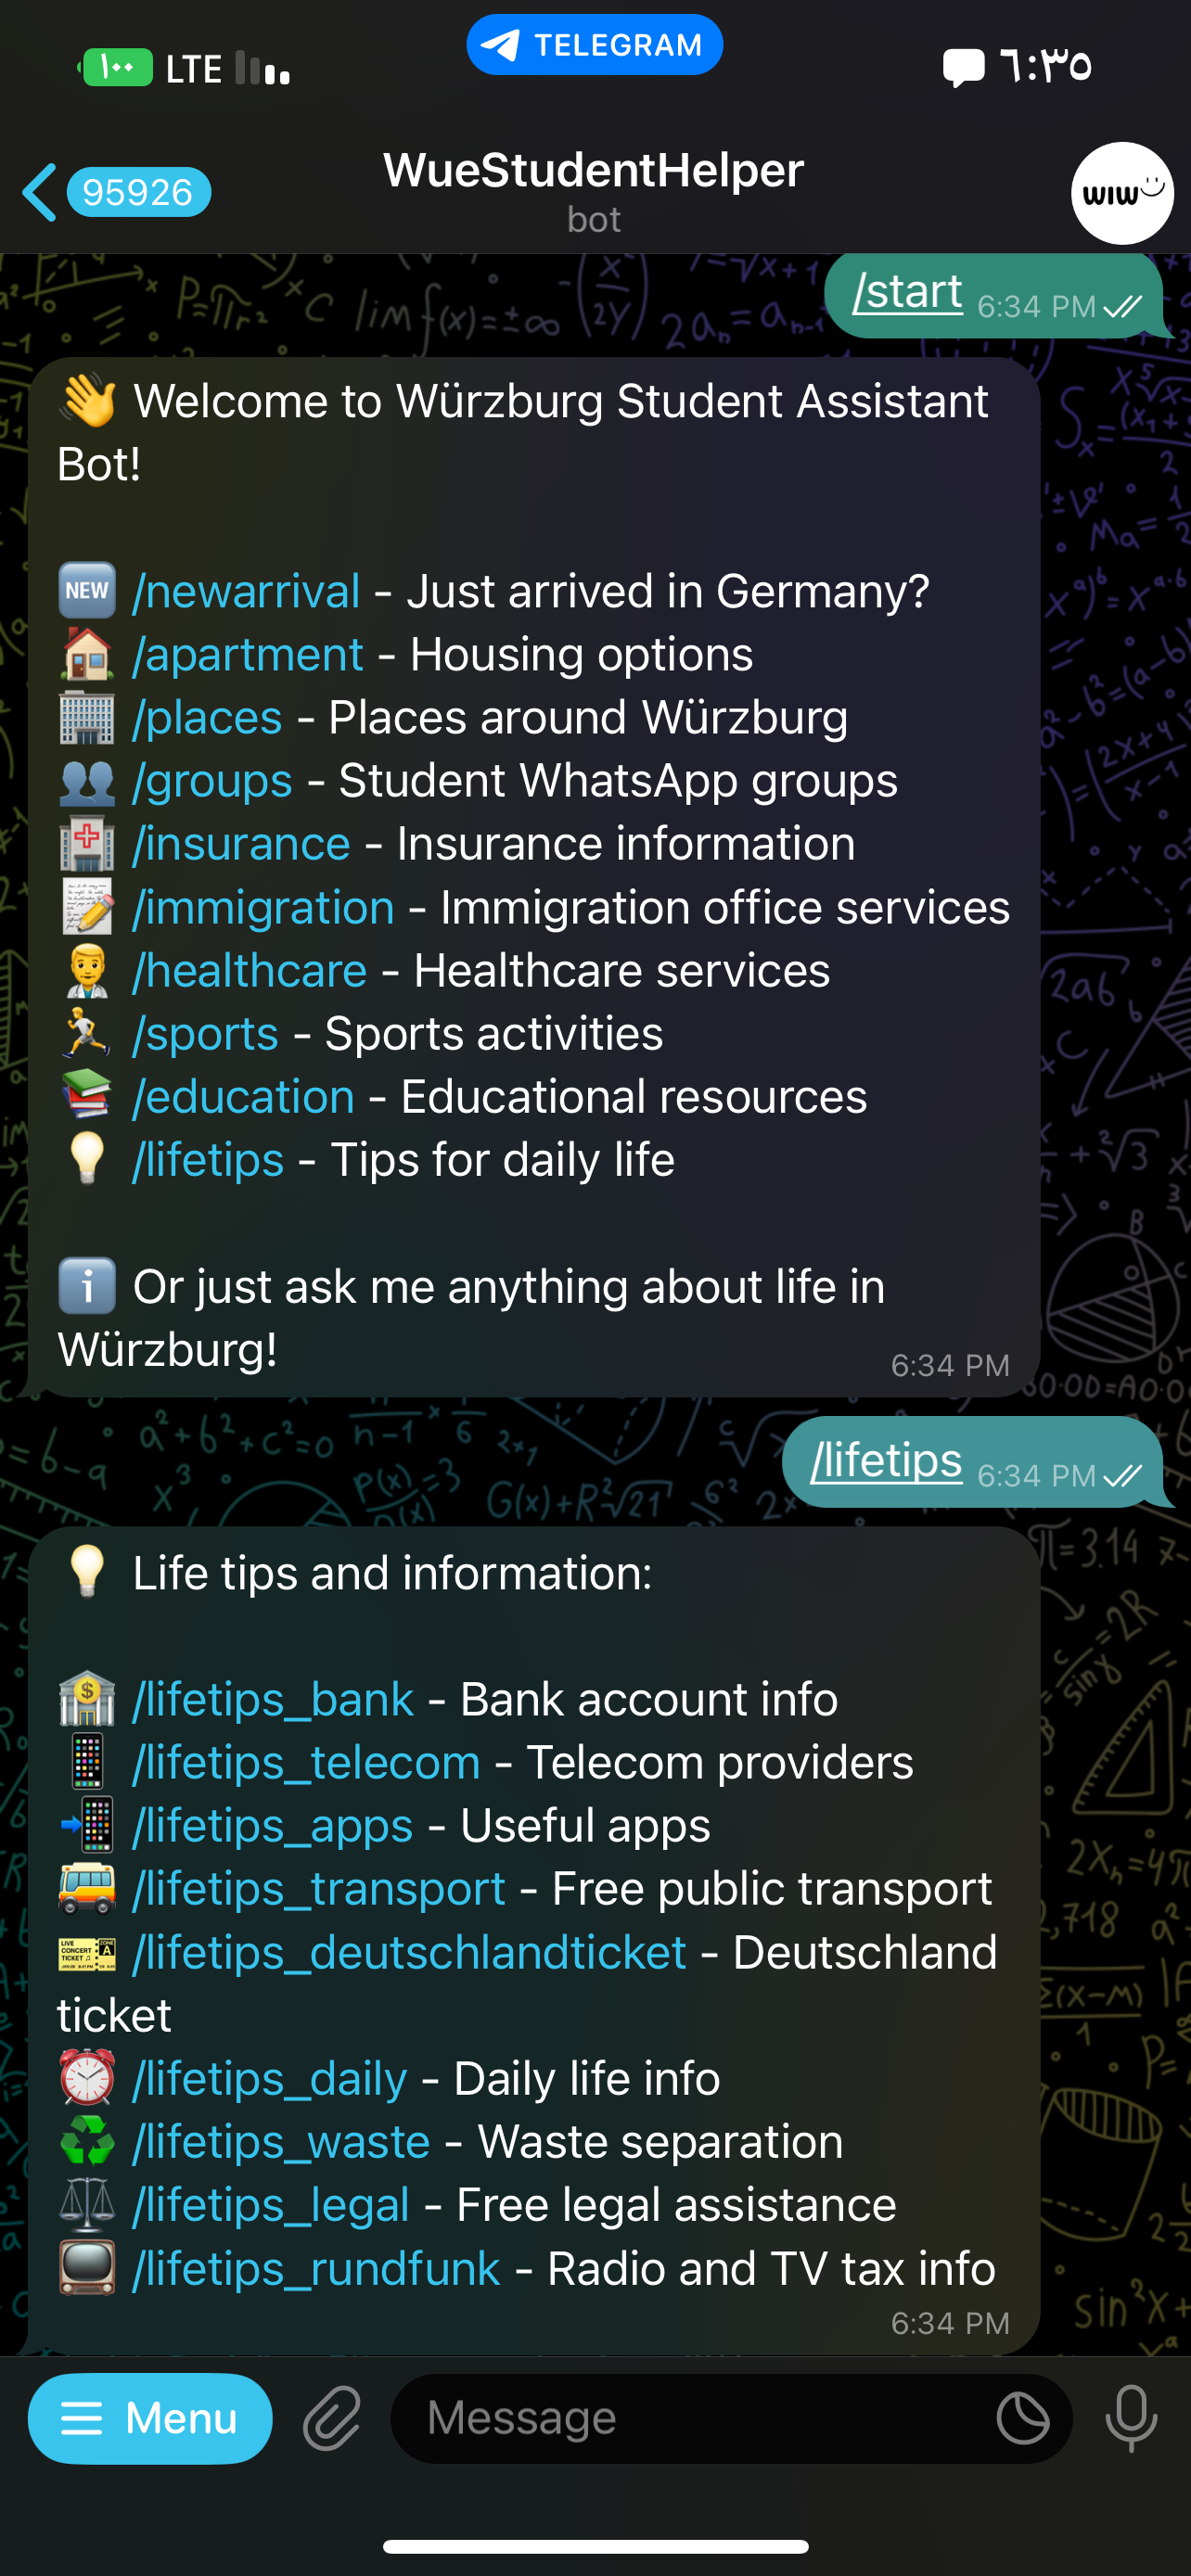 ١٠٠ LTE
TELEGRAM
٦:٣٥
95926
WueStudentHelper
bot
WIW
/start 6:34 PM
👋 Welcome to Würzburg Student Assistant
Bot!
🆕 /newarrival - Just arrived in Germany?
🏠 /apartment - Housing options
🏢 /places - Places around Würzburg
👥 /groups - Student WhatsApp groups
🏥 /insurance - Insurance information
📝 /immigration - Immigration office services
👨‍⚕️ /healthcare - Healthcare services
🏃 /sports - Sports activities
📚 /education - Educational resources
💡 /lifetips - Tips for daily life
ℹ️ Or just ask me anything about life in
Würzburg!
6:34 PM
/lifetips 6:34 PM
💡 Life tips and information:
🏦 /lifetips_bank - Bank account info
📱 /lifetips_telecom - Telecom providers
📲 /lifetips_apps - Useful apps
🚌 /lifetips_transport - Free public transport
🎫 /lifetips_deutschlandticket - Deutschland
ticket
⏰ /lifetips_daily - Daily life info
♻️ /lifetips_waste - Waste separation
⚖️ /lifetips_legal - Free legal assistance
📺 /lifetips_rundfunk - Radio and TV tax info
6:34 PM
Menu
Message